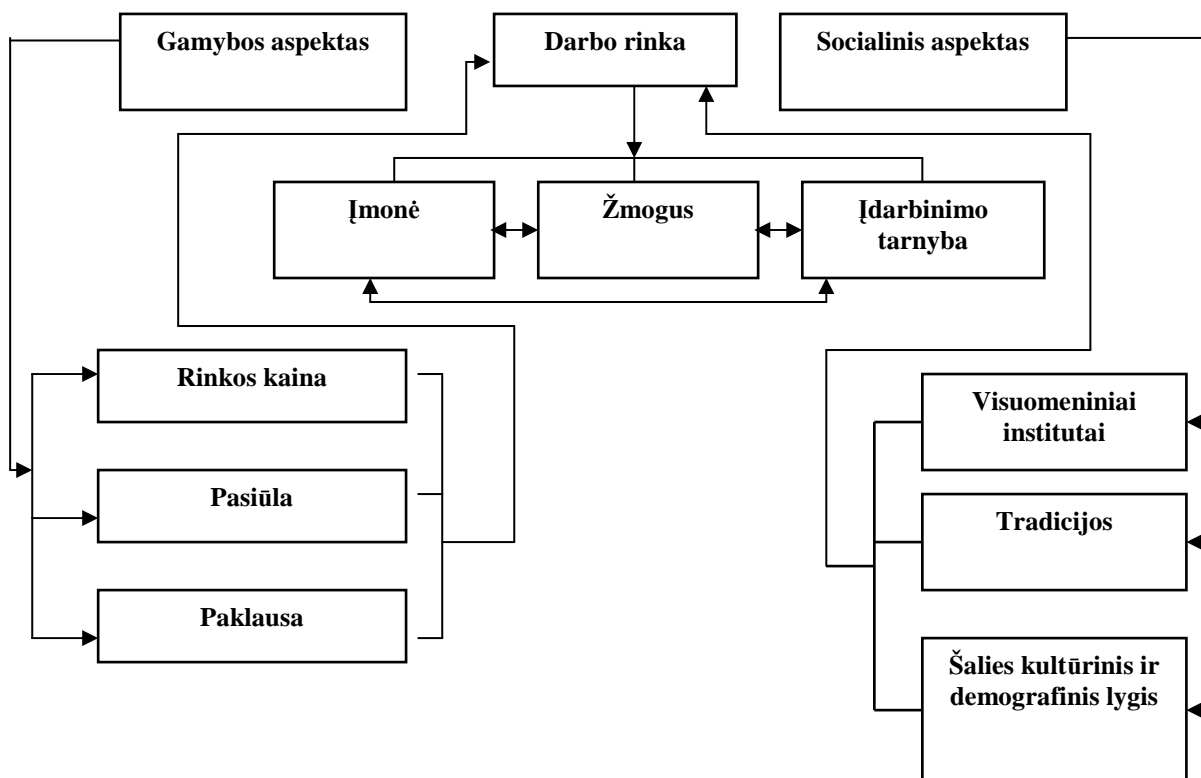 Gamybos aspektas
Darbo rinka
Socialinis aspektas
Įmonė
Žmogus
Įdarbinimo
tarnyba
Rinkos kaina
Pasiūla
Paklausa
Visuomeniniai
institutai
Tradicijos
Šalies kultūrinis ir
demografinis lygis